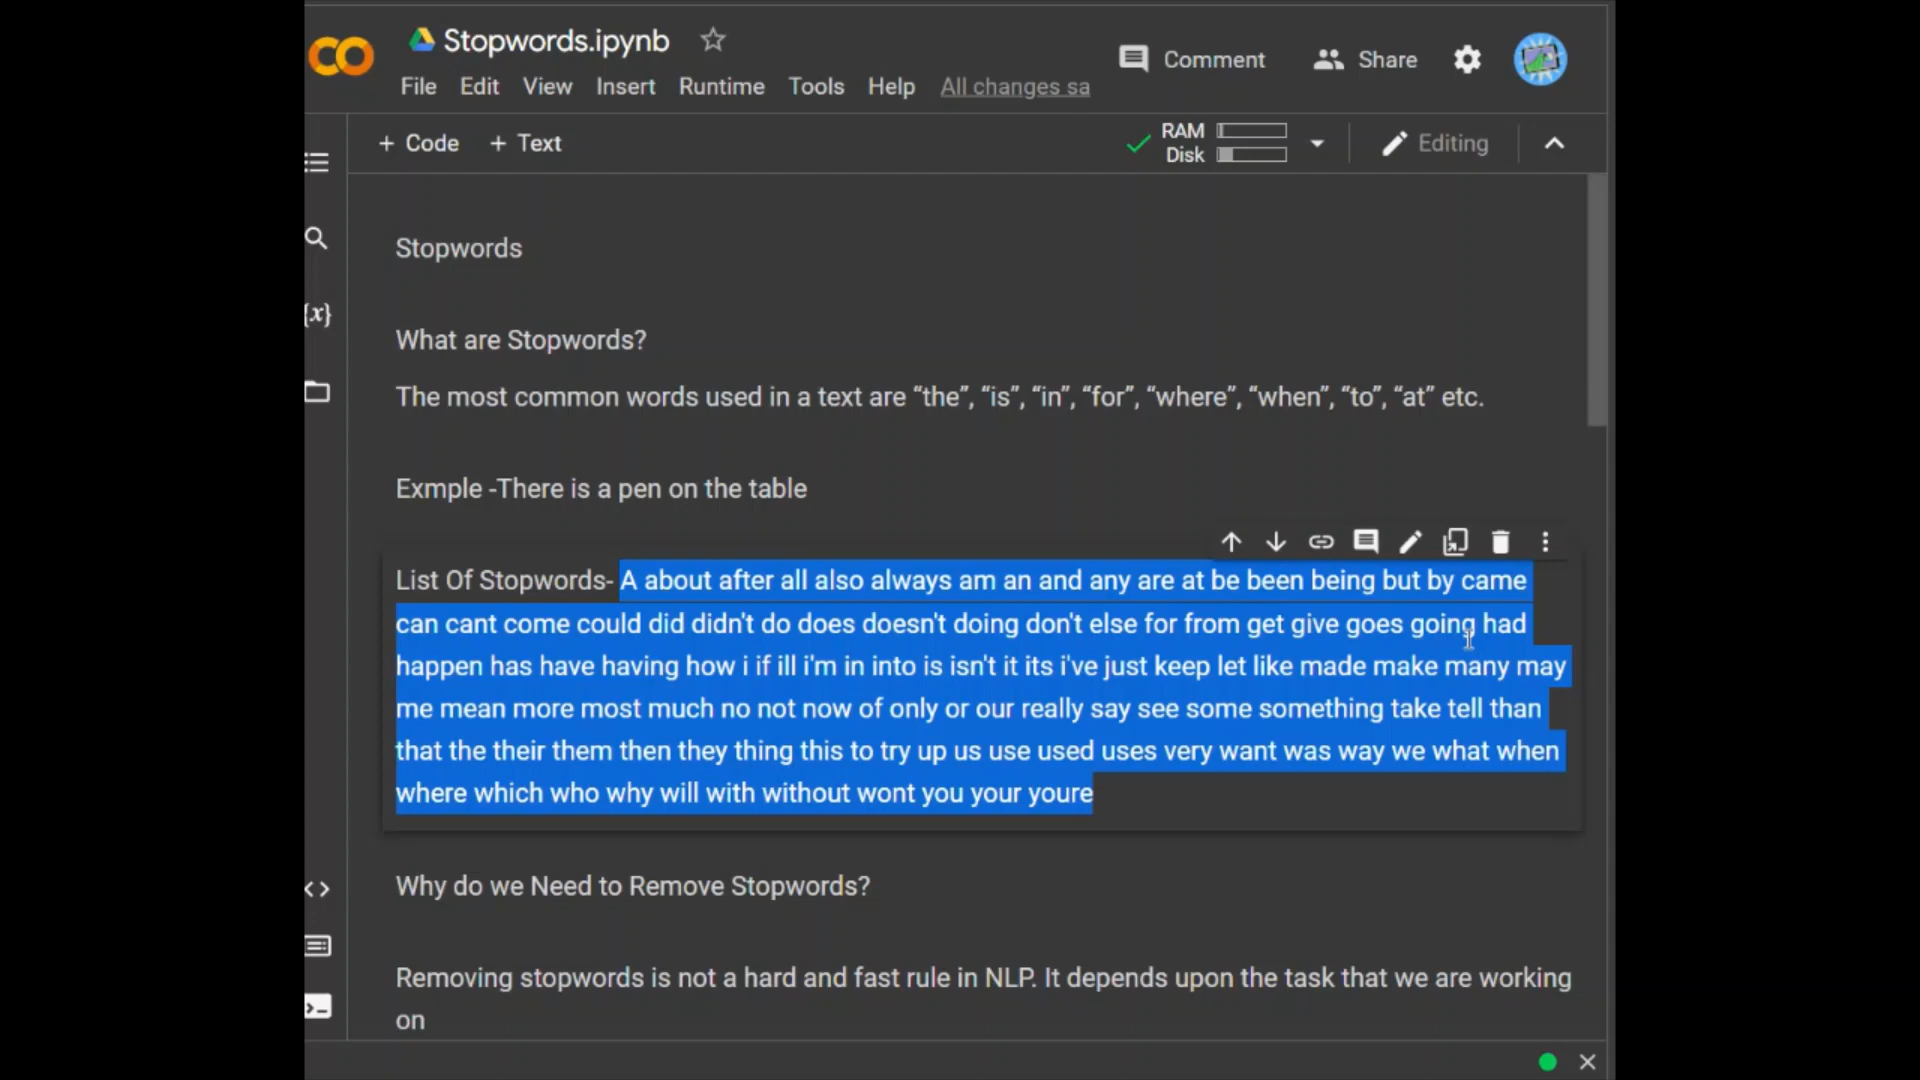 Stopwords.ipynb
Comment
Share
File Edit View Insert Runtime Tools Help All changes sa
+ Code + Text
RAM
Disk
Editing
{x}
Stopwords
What are Stopwords?
The most common words used in a text are “the”, “is”, “in”, “for”, “where”, “when”, “to”, “at” etc.
Exmple -There is a pen on the table
List Of Stopwords- A about after all also always am an and any are at be been being but by came
can cant come could did didn't do does doesn't doing don't else for from get give goes going had
happen has have having how i if ill i'm in into is isn't it its i've just keep let like made make many may
me mean more most much no not now of only or our really say see some something take tell than
that the their them then they thing this to try up us use used uses very want was way we what when
where which who why will with without wont you your youre
Why do we Need to Remove Stopwords?
Removing stopwords is not a hard and fast rule in NLP. It depends upon the task that we are working
on